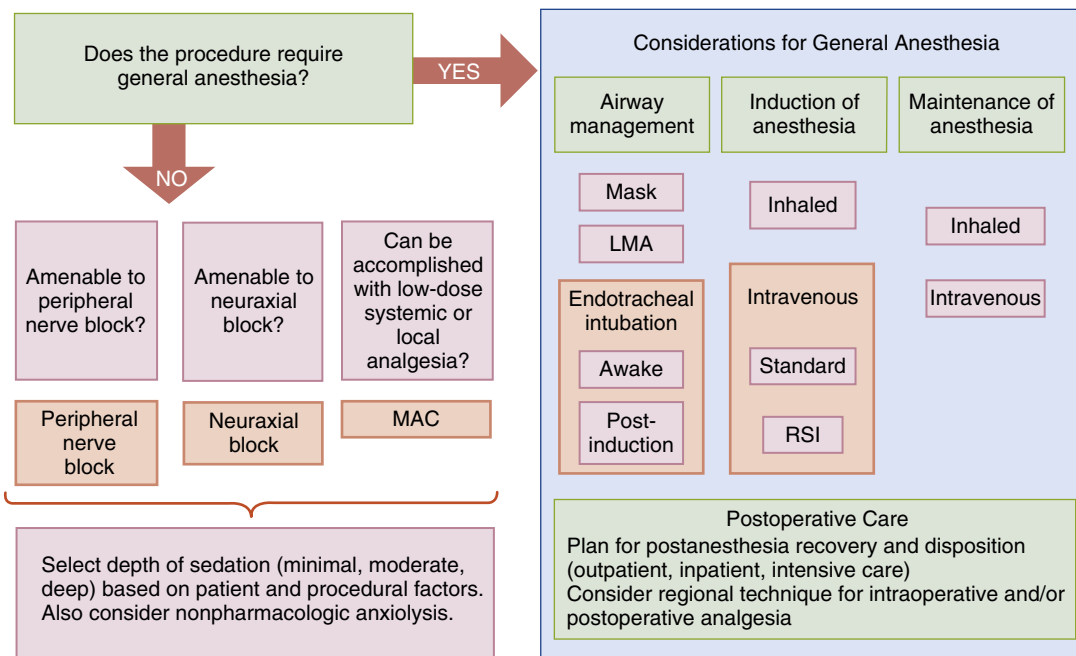 Does the procedure require
general anesthesia?
YES
NO
Amenable to
peripheral
nerve block?
Amenable to
neuraxial
block?
Can be
accomplished
with low-dose
systemic or
local
analgesia?
Peripheral
nerve
block
Neuraxial
block
MAC
Select depth of sedation (minimal, moderate,
deep) based on patient and procedural factors.
Also consider nonpharmacologic anxiolysis.
Considerations for General Anesthesia
Airway
management
Mask
LMA
Endotracheal
intubation
Awake
Post-
induction
Induction of
anesthesia
Inhaled
Intravenous
Standard
RSI
Maintenance of
anesthesia
Inhaled
Intravenous
Postoperative Care
Plan for postanesthesia recovery and disposition
(outpatient, inpatient, intensive care)
Consider regional technique for intraoperative and/or
postoperative analgesia